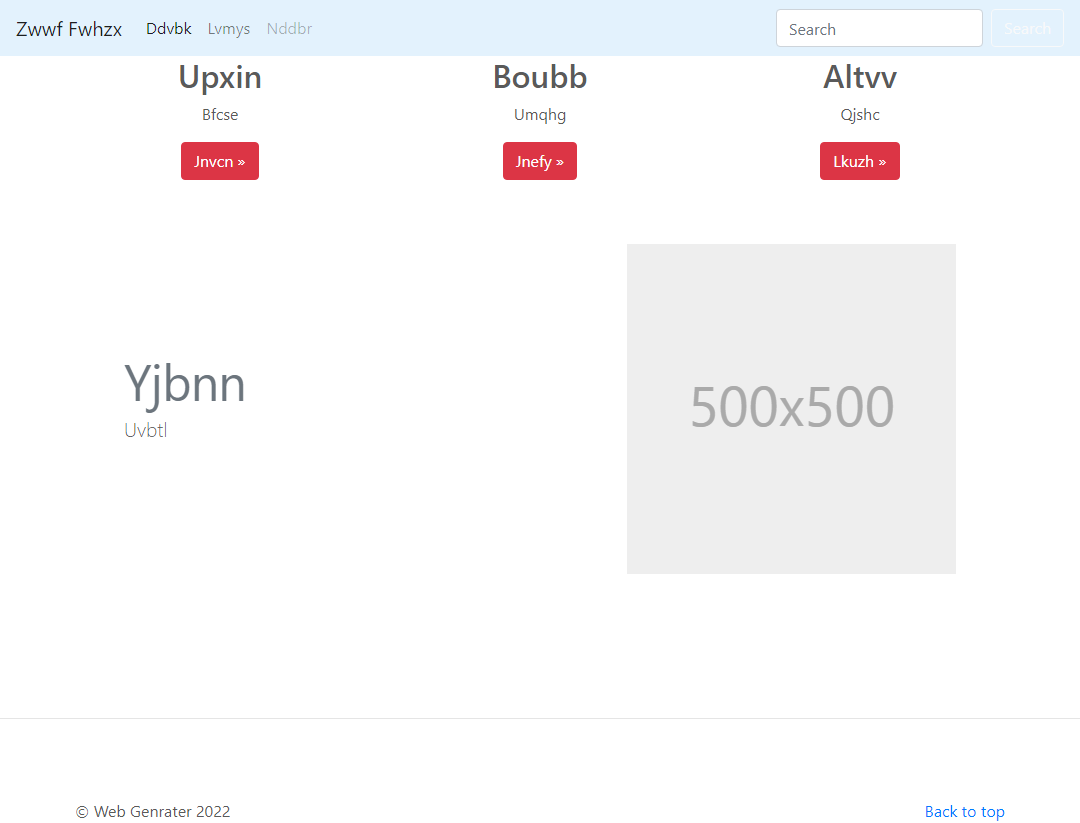 Zwwf Fwhzx Ddvbk Lvmys Nddbr Search Search
Upxin Boubb Altvv
Bfcse Umqhg Qjshc
Jnvcn » Jnefy » Lkuzh »
Yjbnn
Uvbtl
500x500
© Web Genrater 2022 Back to top